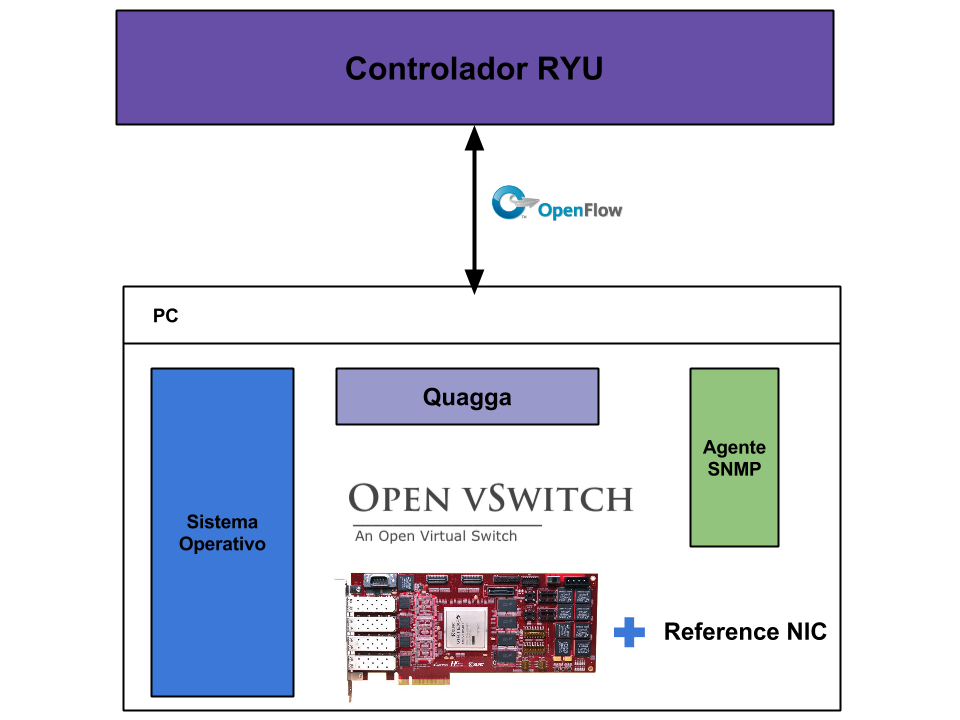 Controlador RYU
OpenFlow
PC
Quagga
Agente
SNMP
OPEN VSWITCH
An Open Virtual Switch
Sistema
Operativo
Reference NIC